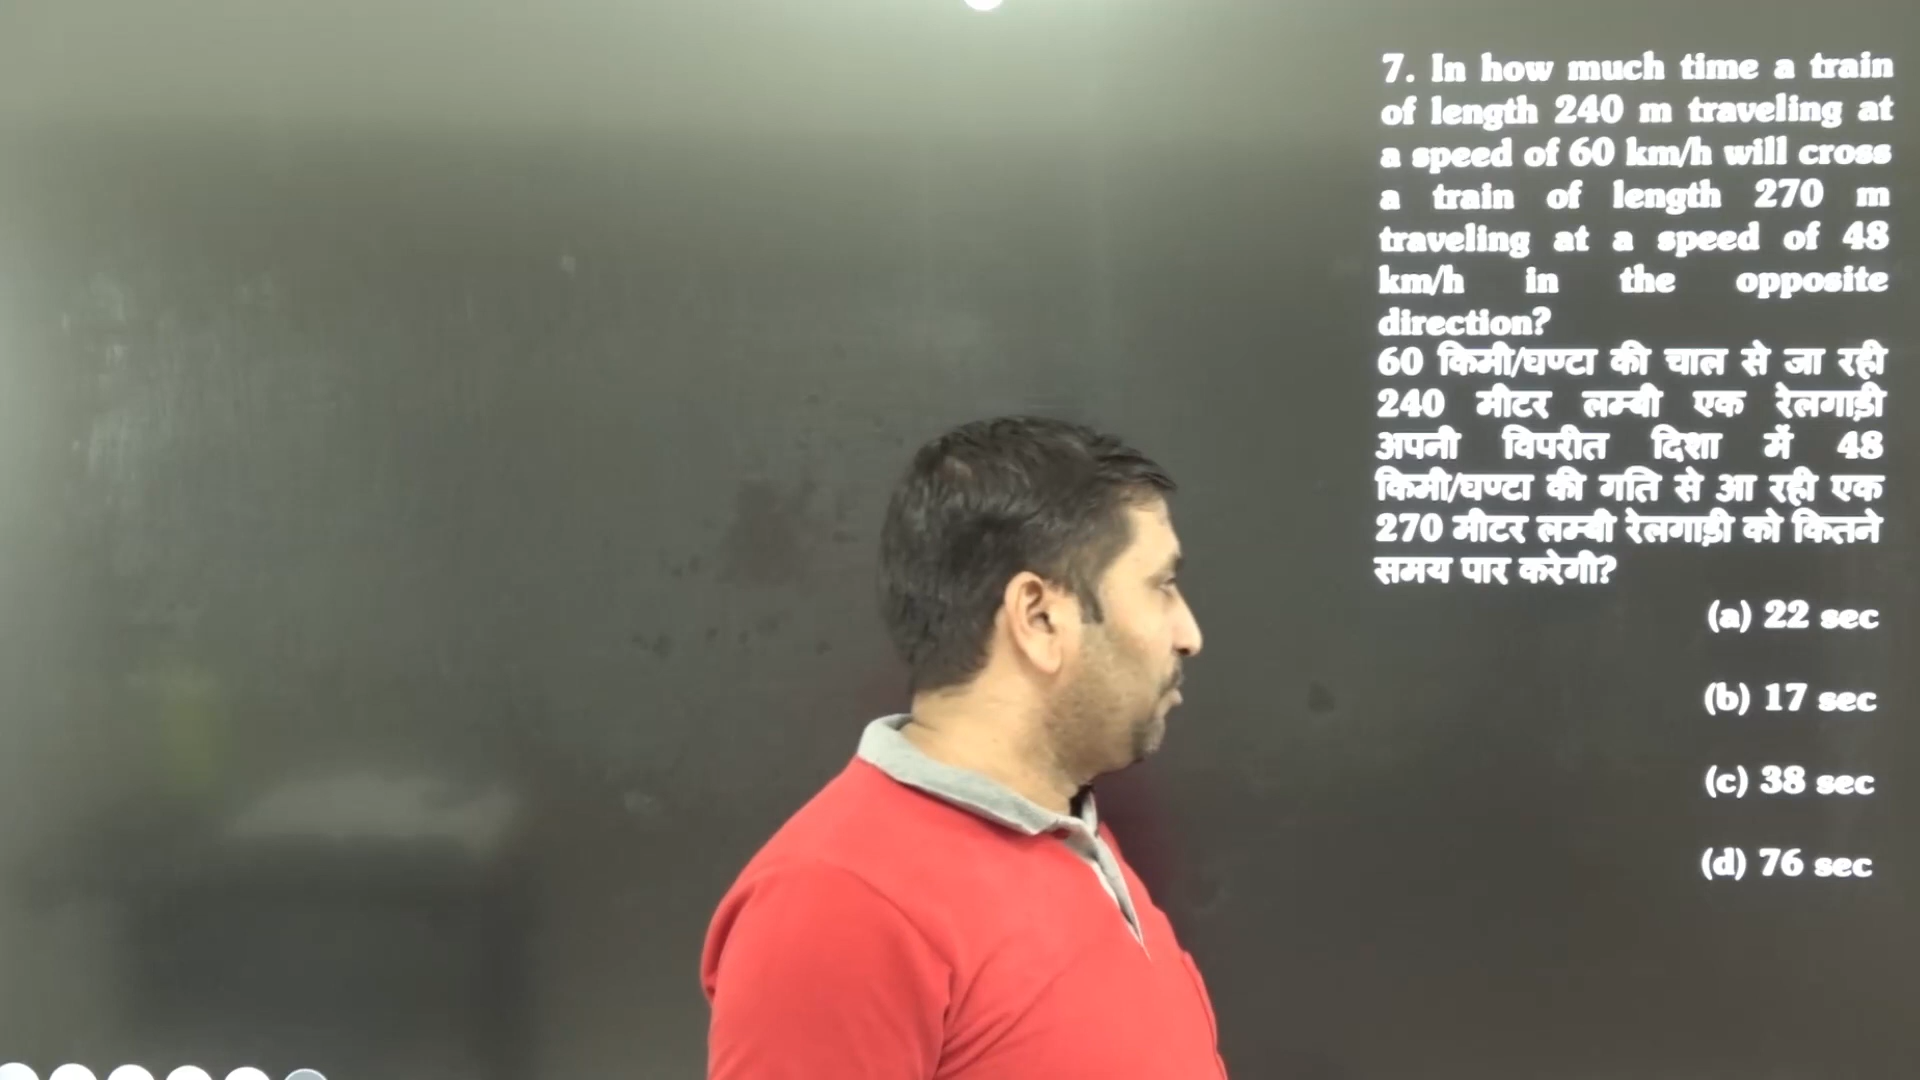 7. In how much time a train
of length 240 m traveling at
a speed of 60 km/h will cross
a train of length 270 m
traveling at a speed of 48
km/h in the opposite
direction?
60 किमी/घण्टा की चाल से जा रही
240 मीटर लम्बी एक रेलगाड़ी
अपनी विपरीत दिशा में 48
किमी/घण्टा की गति से आ रही एक
270 मीटर लम्बी रेलगाड़ी को कितने
समय पार करेगी?
(a) 22 sec
(b) 17 sec
(c) 38 sec
(d) 76 sec